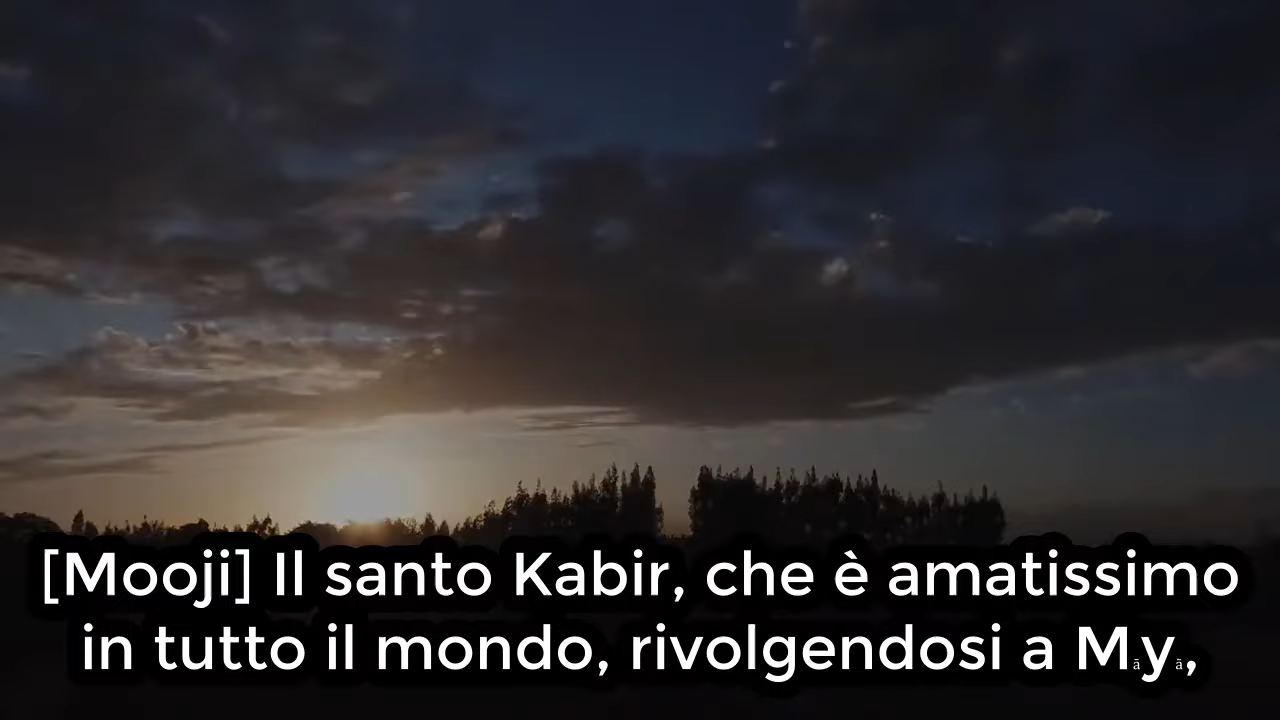 [Mooji] Il santo Kabir, che è amatissimo
in tutto il mondo, rivolgendosi a Māyā,